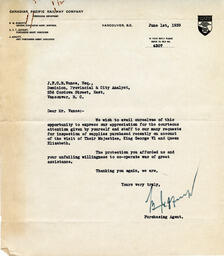 CANADIAN PACIFIC RAILWAY COMPANY
VANCOUVER, B.C.
June 1st, 1939
4307
J.F.C.B. Vance, Esq.,
Dominion, Provincial & City Analyst,
236 Cordova Street, East,
Vancouver, B. C.
Dear Mr. Vance:-
We wish to avail ourselves of this
opportunity to express our appreciation for the courteous
attention given by yourself and staff to our many requests
for inspection of supplies purchased recently on account of
the visit of Their Majesties, King George VI and Queen
Elizabeth.
The protection you afforded us and
your unfailing willingness to co-operate was of great
assistance.
Thanking you again, we are,
Yours very truly,
Purchasing Agent.